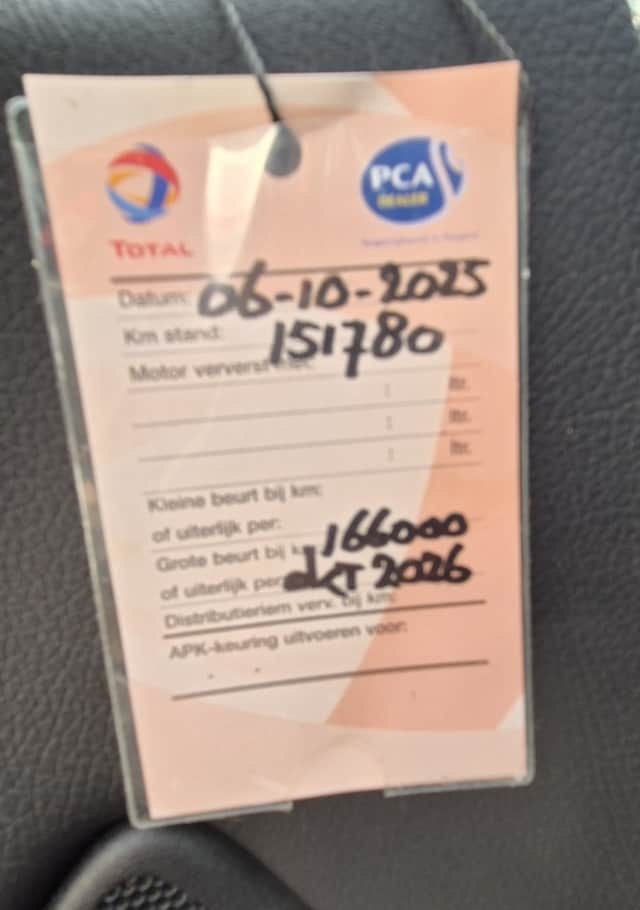 PCA
DEALER
TOTAL
Datum: 06-10-2025
Km stand: 151780
Motor ververst met:
: ltr.
: ltr.
: ltr.
Kleine beurt bij km:
of uiterlijk per:
Grote beurt bij k 166000
of uiterlijk per okt 2026
Distributieriem verv. bij km:
APK-keuring uitvoeren voor: